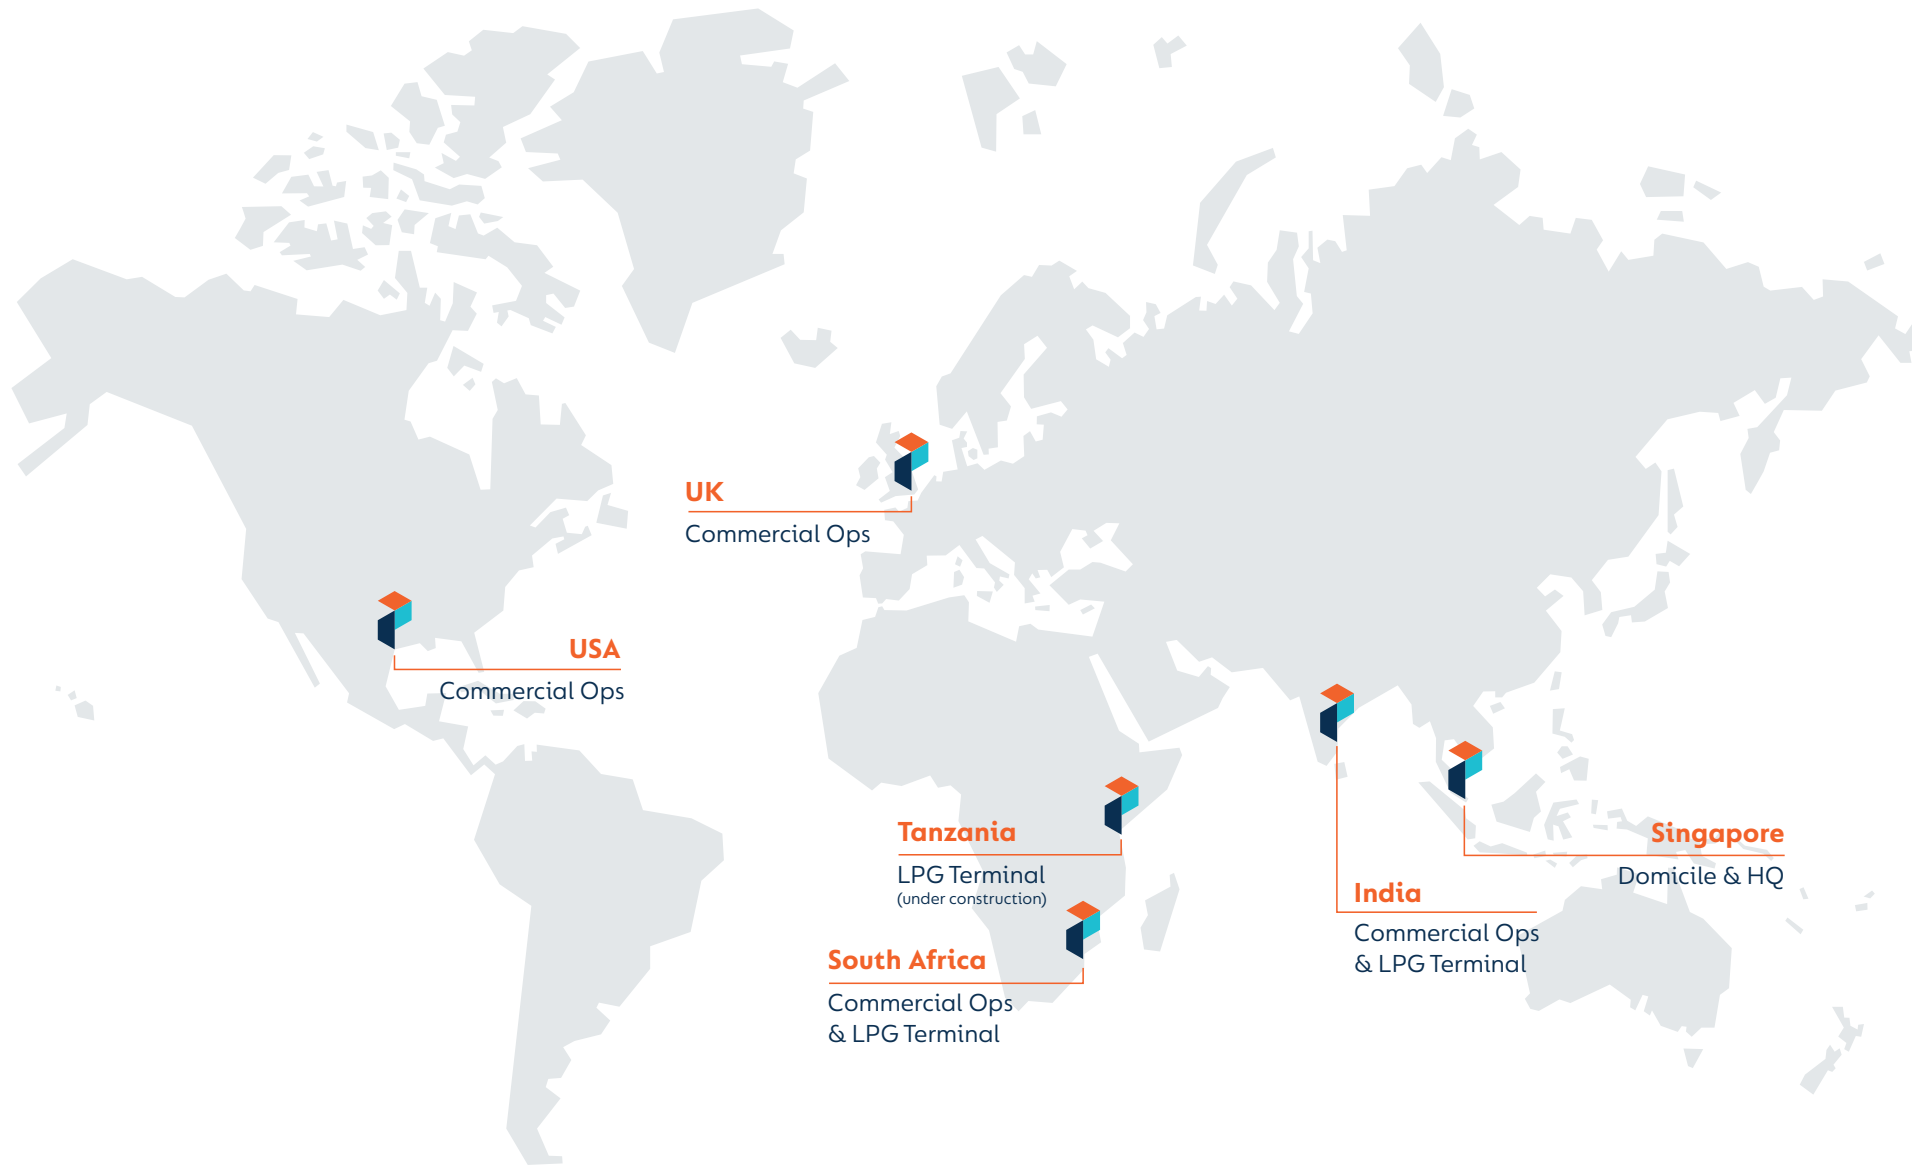 UK
Commercial Ops
USA
Commercial Ops
Tanzania
LPG Terminal
(under construction)
South Africa
Commercial Ops
& LPG Terminal
India
Commercial Ops
& LPG Terminal
Singapore
Domicile & HQ